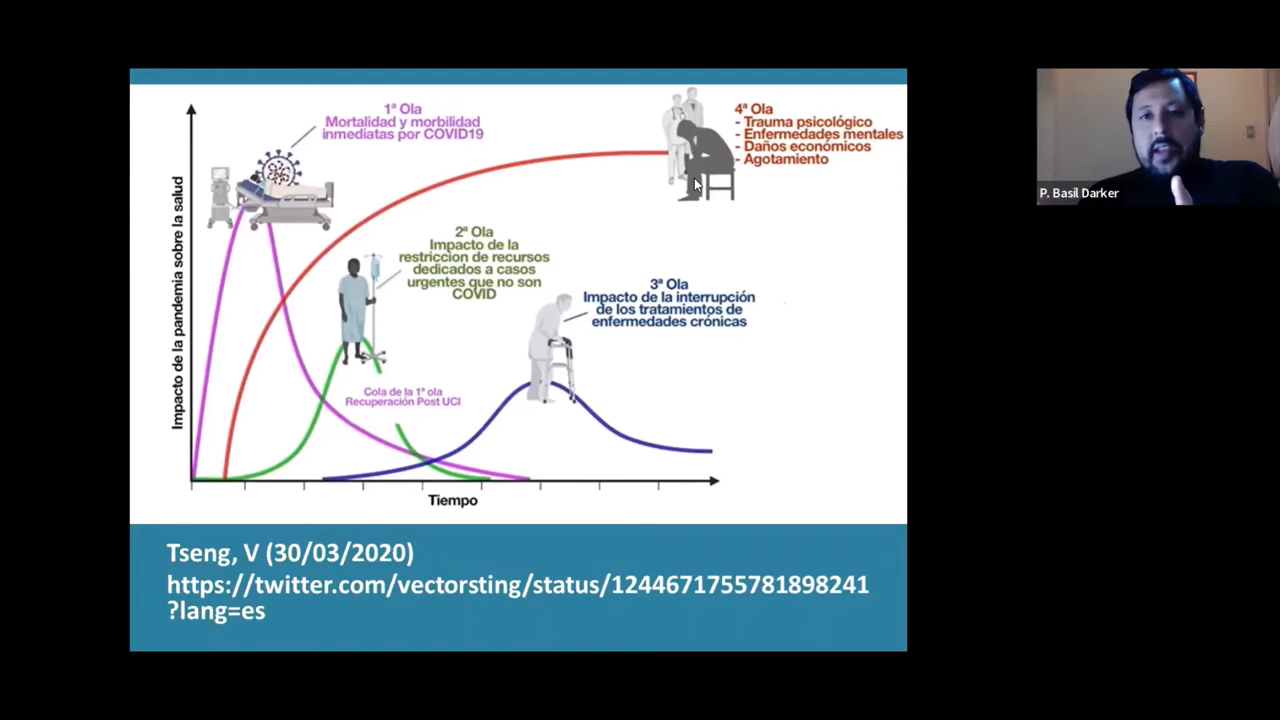 1ª Ola
Mortalidad y morbilidad
inmediatas por COVID19
4ª Ola
- Trauma psicológico
- Enfermedades mentales
- Daños económicos
- Agotamiento
P. Basil Darker
2ª Ola
Impacto de la
restriccion de recursos
dedicados a casos
urgentes que no son
COVID
3ª Ola
Impacto de la interrupción
de los tratamientos de
enfermedades crónicas
Impacto de la pandemia sobre la salud
Cola de la 1ª ola
Recuperación Post UCI
Tiempo
Tseng, V (30/03/2020)
https://twitter.com/vectorsting/status/1244671755781898241
?lang=es